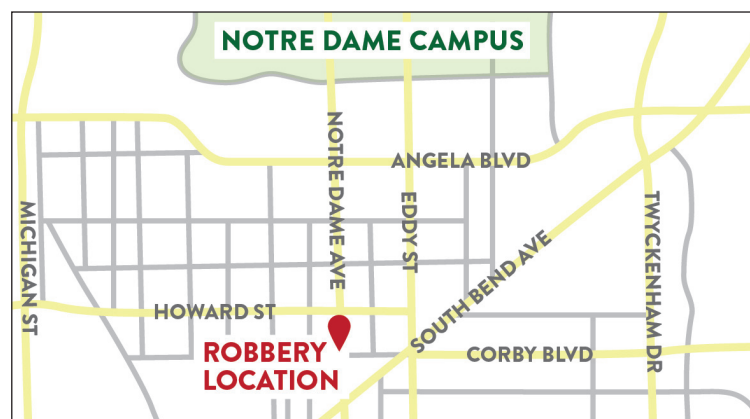 NOTRE DAME CAMPUS
NOTRE DAME AVE
ANGELA BLVD
EDDY ST
MICHIGAN ST
TWYCKENHAM DR
SOUTH BEND AVE
HOWARD ST
ROBBERY
LOCATION
CORBY BLVD